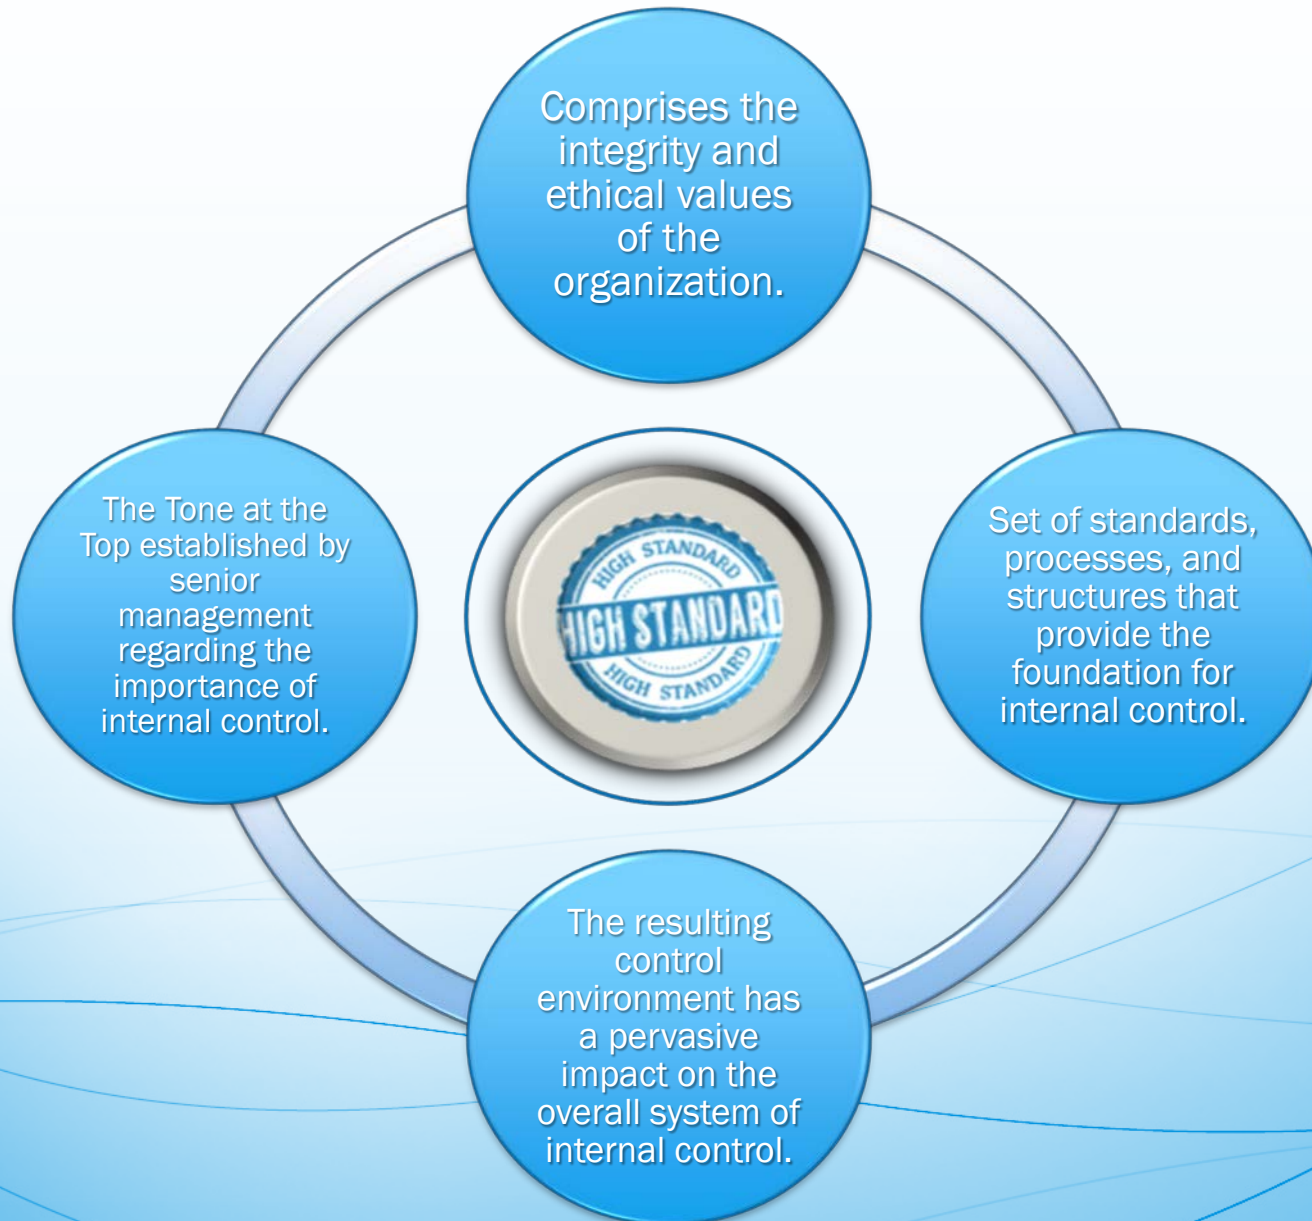 Comprises the
integrity and
ethical values
of the
organization.
The Tone at the
Top established by
senior
management
regarding the
importance of
internal control.
HIGH STANDARD
HIGH STANDARD
HIGH STANDARD
Set of standards,
processes, and
structures that
provide the
foundation for
internal control.
The resulting
control
environment has
a pervasive
impact on the
overall system of
internal control.